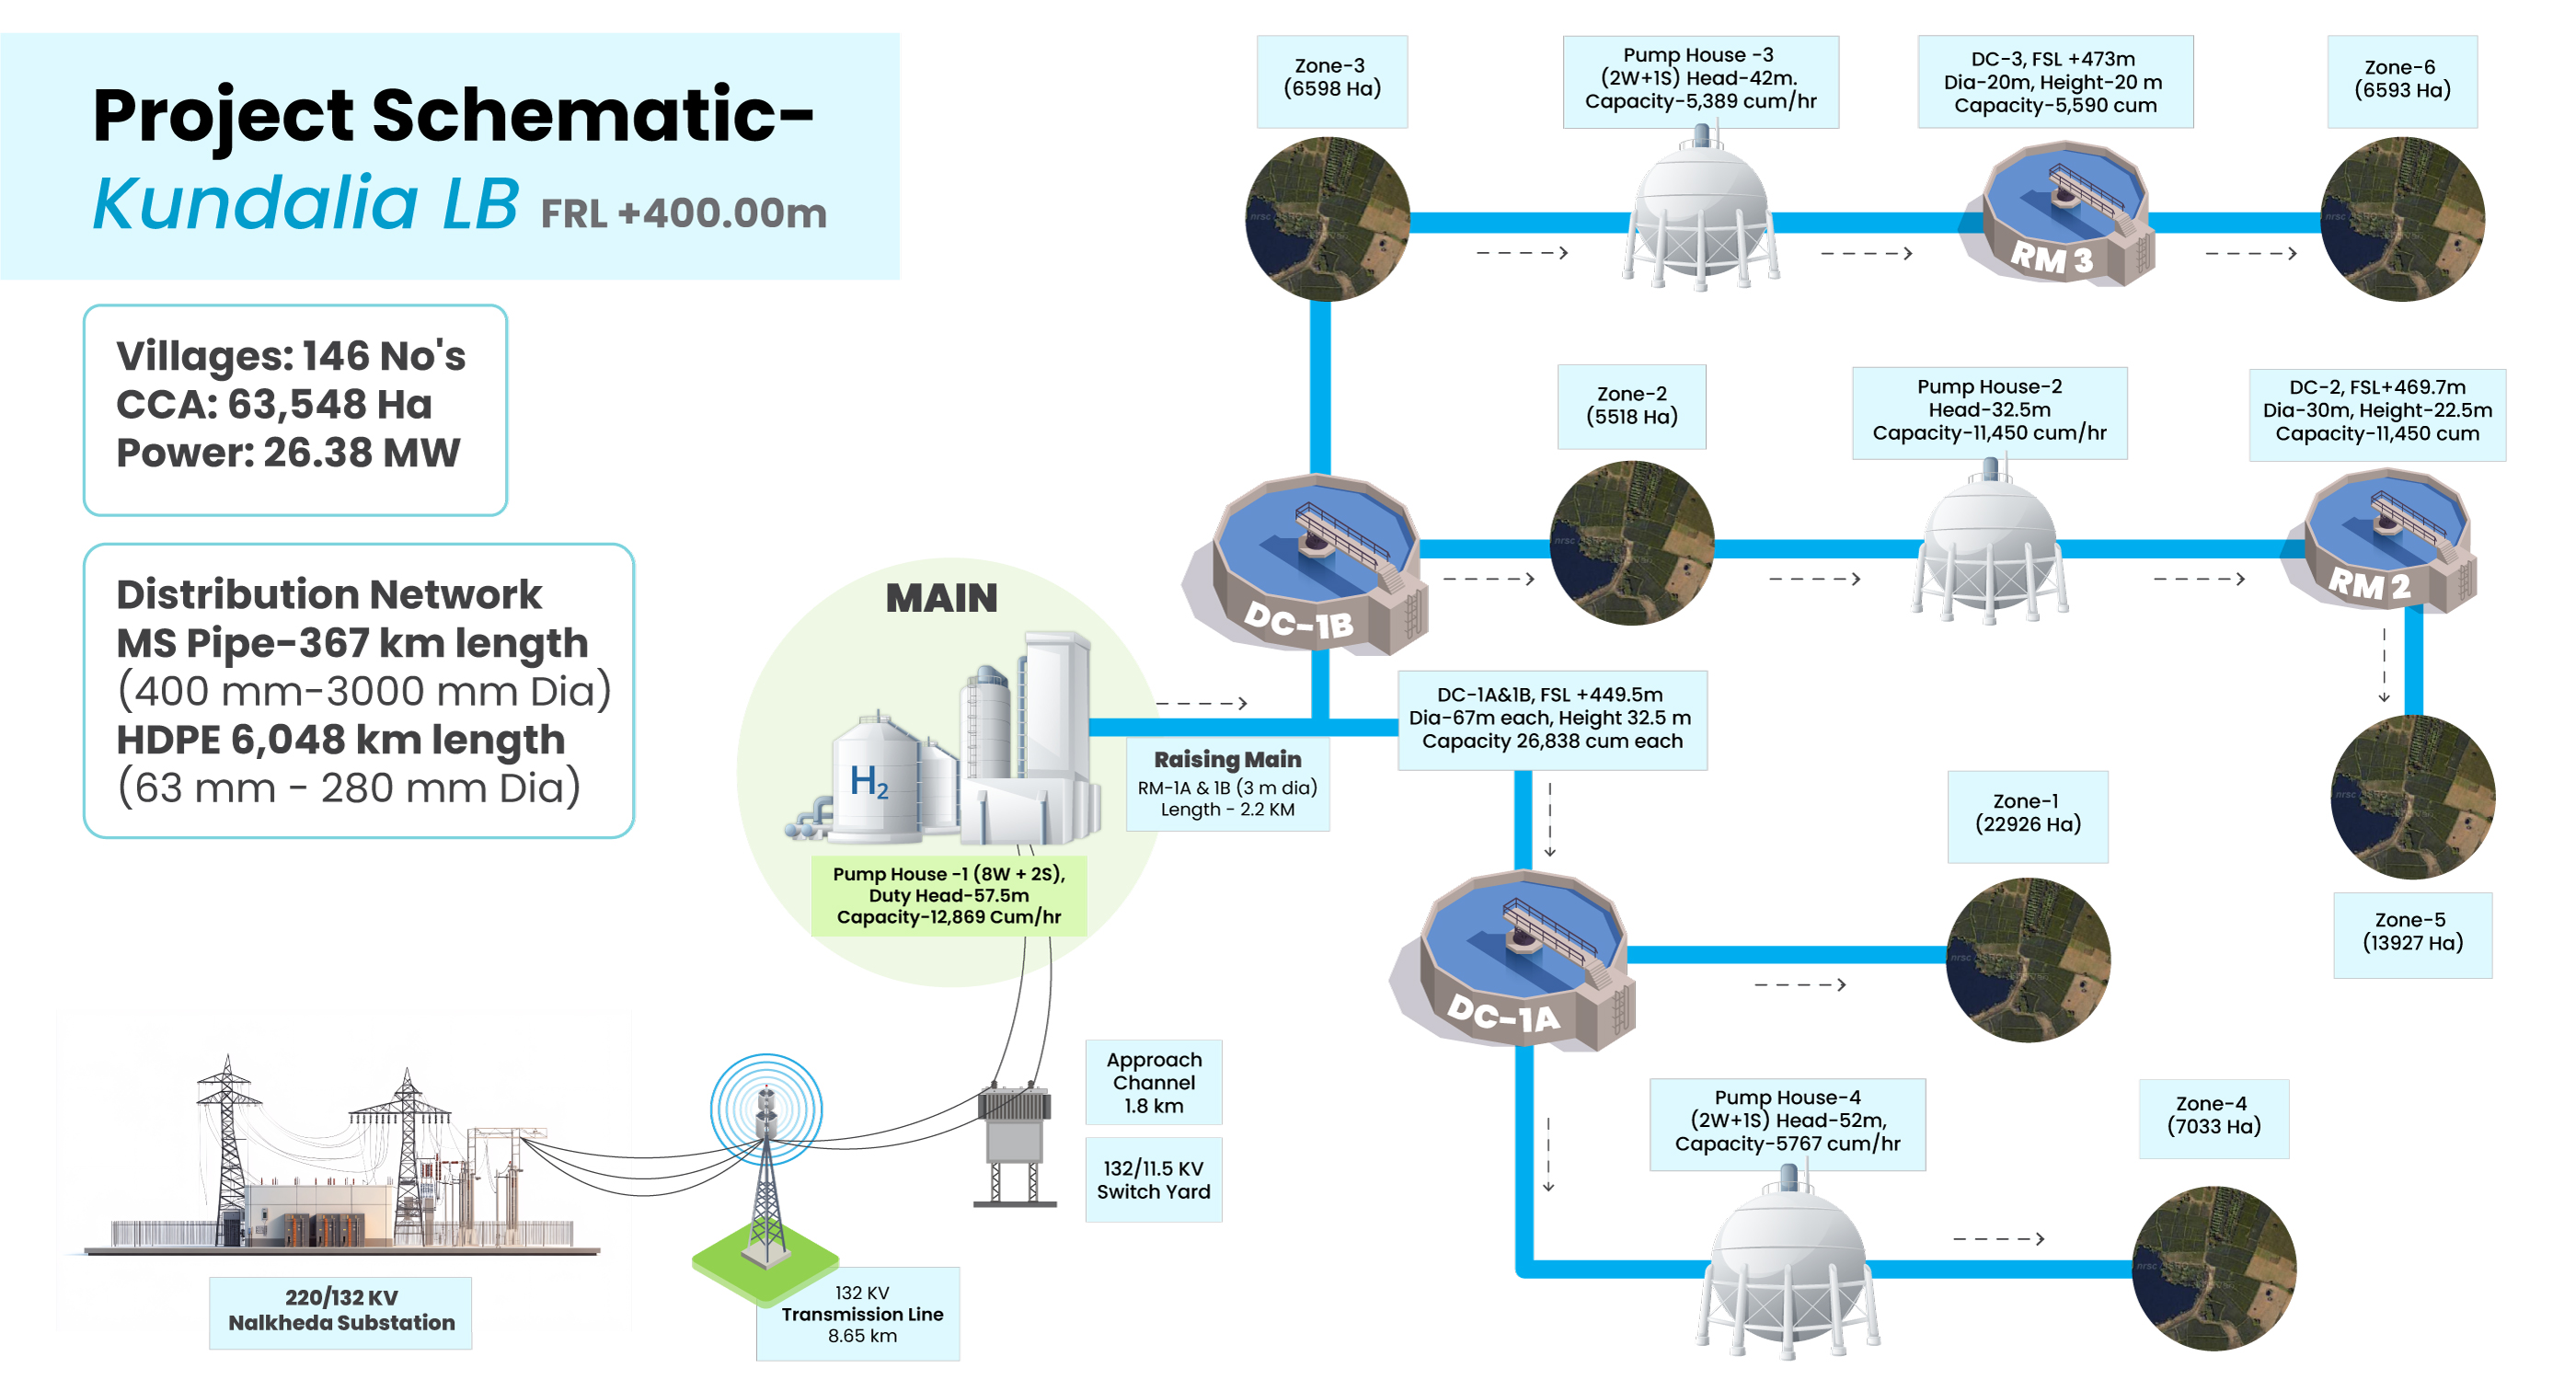 Project Schematic-
Kundalia LB FRL +400.00m
Villages: 146 No's
CCA: 63,548 Ha
Power: 26.38 MW
Distribution Network
MS Pipe-367 km length
(400 mm-3000 mm Dia)
HDPE 6,048 km length
(63 mm - 280 mm Dia)
Zone-3
(6598 Ha)
Pump House -3
(2W+1S) Head-42m.
Capacity-5,389 cum/hr
DC-3, FSL +473m
Dia-20m, Height-20 m
Capacity-5,590 cum
Zone-6
(6593 Ha)
nrsc
RM 3
nrsc
Zone-2
(5518 Ha)
Pump House-2
Head-32.5m
Capacity-11,450 cum/hr
DC-2, FSL+469.7m
Dia-30m, Height-22.5m
Capacity-11,450 cum
DC-1B
nrsc
RM 2
MAIN
H2
Pump House -1 (8W + 2S),
Duty Head-57.5m
Capacity-12,869 Cum/hr
Raising Main
RM-1A & 1B (3 m dia)
Length - 2.2 KM
DC-1A&1B, FSL +449.5m
Dia-67m each, Height 32.5 m
Capacity 26,838 cum each
Zone-1
(22926 Ha)
nrsc
Zone-5
(13927 Ha)
DC-1A
nrsc
Approach
Channel
1.8 km
132/11.5 KV
Switch Yard
Pump House-4
(2W+1S) Head-52m,
Capacity-5767 cum/hr
Zone-4
(7033 Ha)
nrsc
220/132 KV
Nalkheda Substation
132 KV
Transmission Line
8.65 km